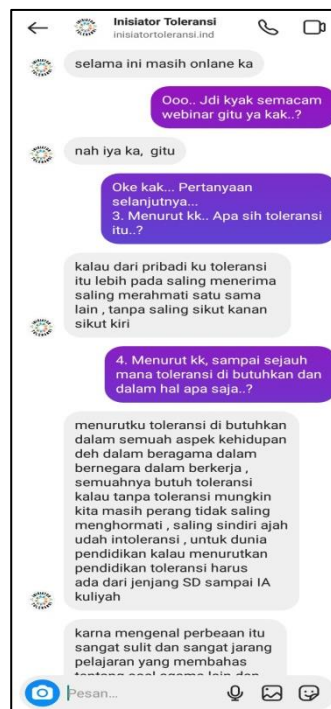 Inisiator Toleransi
inisiatortoleransi.ind
selama ini masih onlane ka
Ooo.. Jdi kyak semacam
webinar gitu ya kak..?
nah iya ka, gitu
Oke kak... Pertanyaan
selanjutnya...
3. Menurut kk.. Apa sih toleransi
itu..?
kalau dari pribadi ku toleransi
itu lebih pada saling menerima
saling merahmati satu sama
lain , tanpa saling sikut kanan
sikut kiri
4. Menurut kk, sampai sejauh
mana toleransi di butuhkan dan
dalam hal apa saja..?
menurutku toleransi di butuhkan
dalam semuah aspek kehidupan
deh dalam beragama dalam
bernegara dalam berkerja ,
semuahnya butuh toleransi
kalau tanpa toleransi mungkin
kita masih perang tidak saling
menghormati , saling sindiri ajah
udah intoleransi , untuk dunia
pendidikan kalau menurutkan
pendidikan toleransi harus
ada dari jenjang SD sampai IA
kuliyah
karna mengenal perbeaan itu
sangat sulit dan sangat jarang
pelajaran yang membahas
Pesan...